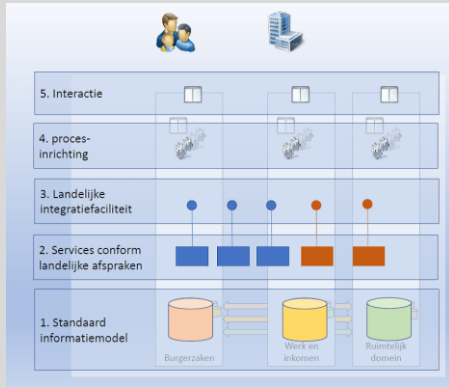 5. Interactie
4. proces-
inrichting
3. Landelijke
integratiefaciliteit
2. Services conform
landelijke afspraken
1. Standaard
informatiemodel
Burgerzaken
Werk en
inkomen
Ruimtelijk
domein